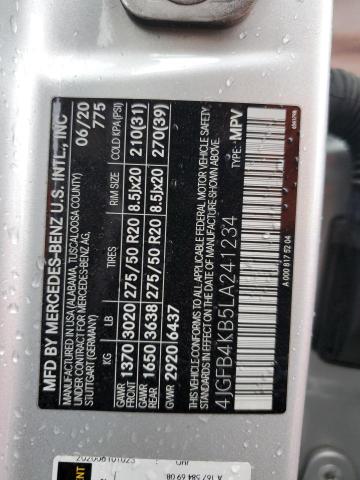 MFD BY MERCEDES-BENZ U.S. INTL., INC
MANUFACTURED IN USA (ALABAMA, TUSCALOOSA COUNTY)
UNDER CONTRACT FOR MERCEDES-BENZ AG,
STUTTGART (GERMANY)
06/20
775
KG LB TIRES RIM SIZE COLD KPA (PSI)
GAWR FRONT 1370 3020 275/50 R20 8.5Jx20 210(31)
GAWR REAR 1650 3638 275/50 R20 8.5Jx20 270(39)
GVWR 2920 6437
THIS VEHICLE CONFORMS TO ALL APPLICABLE FEDERAL MOTOR VEHICLE SAFETY
STANDARDS IN EFFECT ON THE DATE OF MANUFACTURE SHOWN ABOVE.
4JGFB4KB5LA241234 TYPE: MPV
A 000 817 52 04
A 167 584 69 08